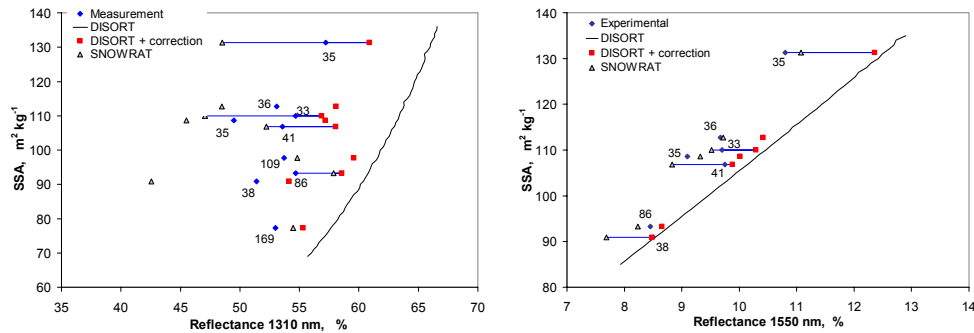 Measurement
DISORT
DISORT + correction
SNOWRAT
SSA, m² kg⁻¹
140
130
120
110
100
90
80
70
60
35
36
33
35
41
109
38
86
169
35 40 45 50 55 60 65 70
Reflectance 1310 nm, %
Experimental
DISORT
DISORT + correction
SNOWRAT
SSA, m² kg⁻¹
140
130
120
110
100
90
80
35
36
33
35
41
86
38
7 8 9 10 11 12 13 14
Reflectance 1550 nm, %